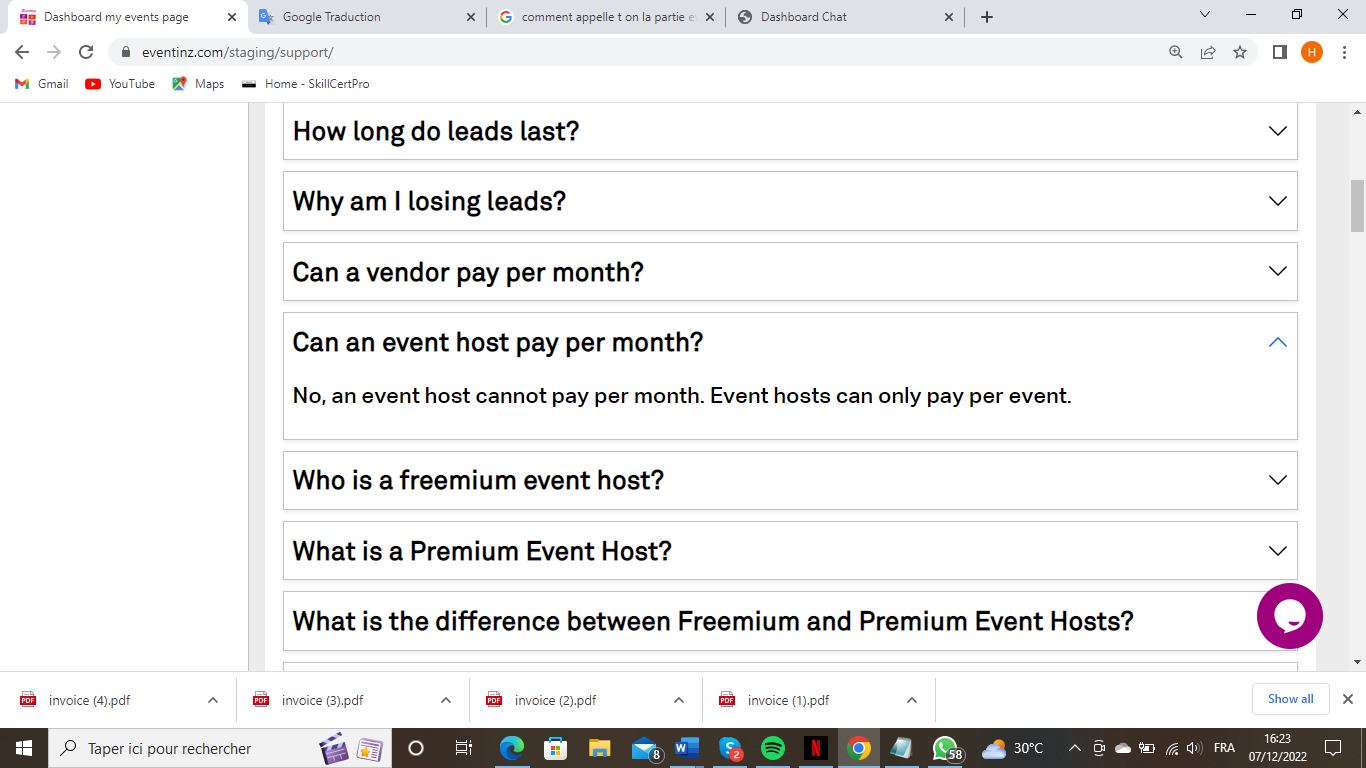 Dashboard my events page
Google Traduction
comment appelle t on la partie
Dashboard Chat
eventinz.com/staging/support/
H
Gmail
YouTube
Maps
Home - SkillCertPro
How long do leads last?
Why am I losing leads?
Can a vendor pay per month?
Can an event host pay per month?
No, an event host cannot pay per month. Event hosts can only pay per event.
Who is a freemium event host?
What is a Premium Event Host?
What is the difference between Freemium and Premium Event Hosts?
invoice (4).pdf
invoice (3).pdf
invoice (2).pdf
invoice (1).pdf
Show all
Taper ici pour rechercher
8
2
58
30°C
FRA
16:23
07/12/2022